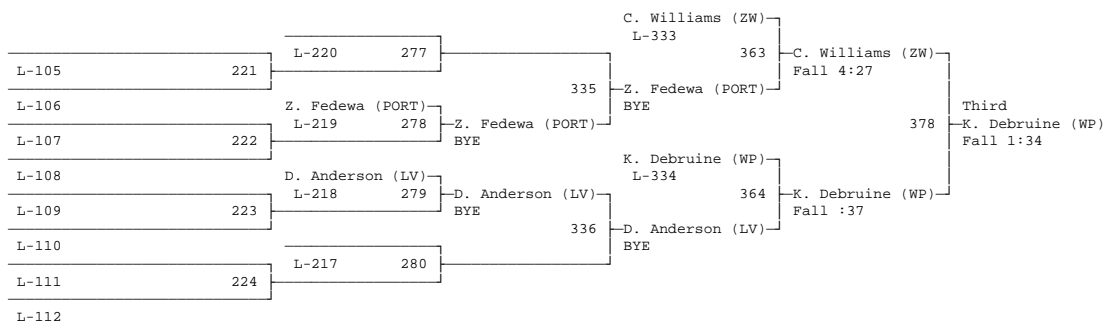 C. Williams (ZW)
L-333
L-220 277 363 C. Williams (ZW)
L-105 221 Fall 4:27
335 Z. Fedewa (PORT)
L-106 Z. Fedewa (PORT) BYE Third
L-107 222 L-219 278 Z. Fedewa (PORT) 378 K. Debruine (WP)
BYE Fall 1:34
K. Debruine (WP)
L-108 D. Anderson (LV) L-334
L-109 223 L-218 279 D. Anderson (LV) 364 K. Debruine (WP)
BYE Fall :37
336 D. Anderson (LV)
L-110 BYE
L-111 224 L-217 280
L-112